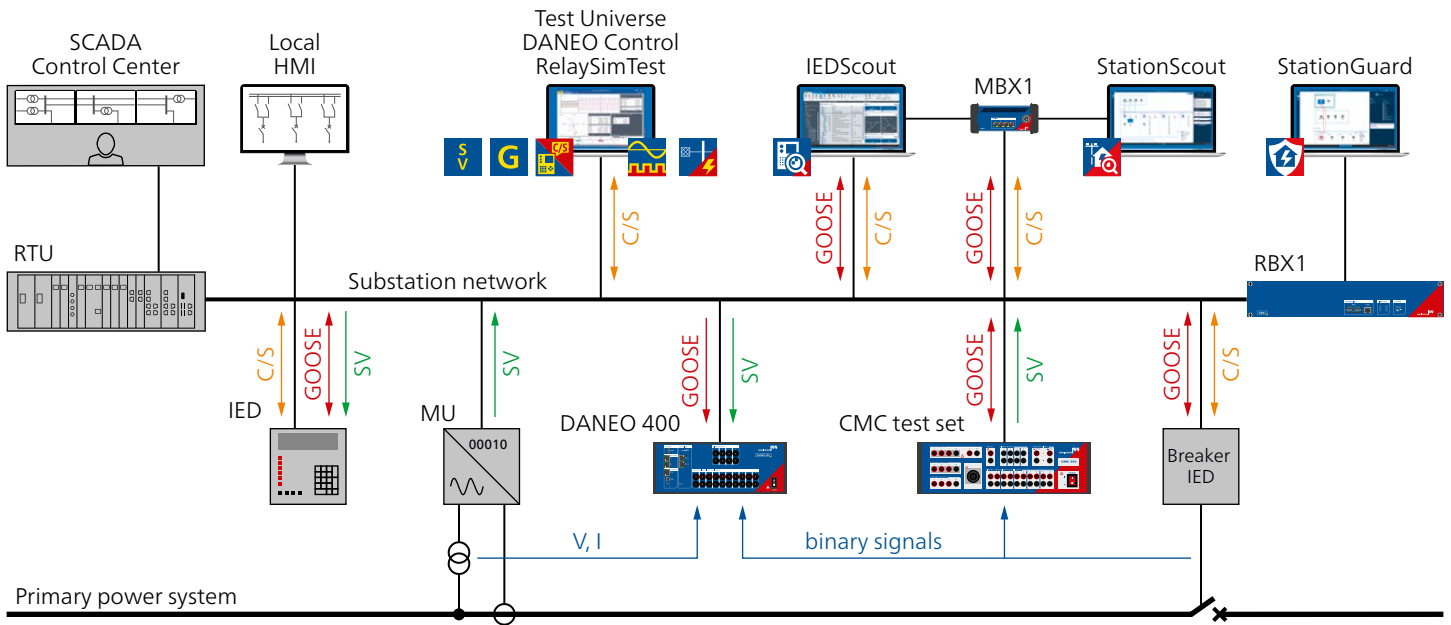 Test Universe
DANEO Control
RelaySimTest
SCADA
Control Center
Local
HMI
IEDScout
MBX1
StationScout
StationGuard
S
V
G
C/S
C/S
GOOSE
C/S
GOOSE
C/S
RTU
Substation network
RBX1
C/S
GOOSE
SV
SV
GOOSE
SV
GOOSE
SV
GOOSE
C/S
IED
MU
00010
DANEO 400
CMC test set
Breaker
IED
V, I
binary signals
Primary power system